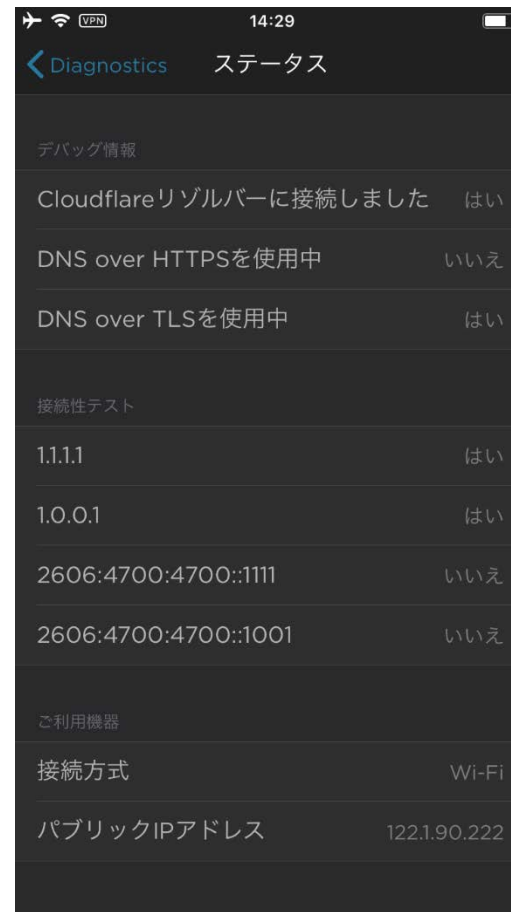 VPN 14:29
Diagnostics ステータス
デバッグ情報
Cloudflareリゾルバーに接続しました はい
DNS over HTTPSを使用中 いいえ
DNS over TLSを使用中 はい
接続性テスト
1.1.1.1 はい
1.0.0.1 はい
2606:4700:4700::1111 いいえ
2606:4700:4700::1001 いいえ
ご利用機器
接続方式 Wi-Fi
パブリックIPアドレス 122.1.90.222